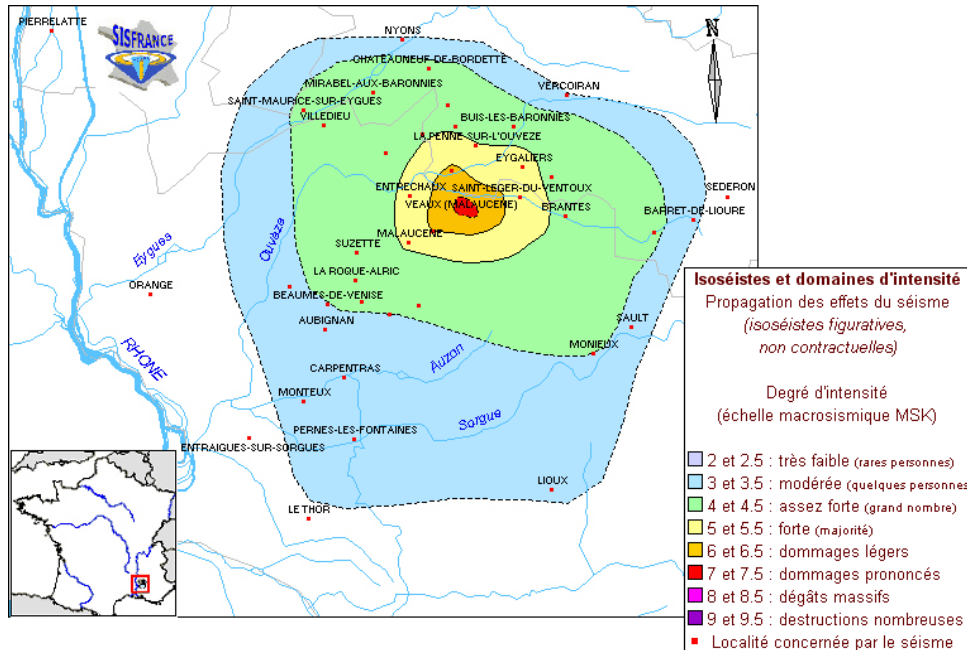 PIERRELATTE
SISFRANCE
NYONS
N
CHATEAUNEUF-DE-BORDETTE
MIRABEL-AUX-BARONNIES
VERCOIRAN
SAINT-MAURICE-SUR-EYGUES
VILLEDIEU
BUIS-LES-BARONNIES
LA PENNE-SUR-L'OUVEZE
EYGALIERS
ENTRECHAUX
SAINT-LEGER-DU-VENTOUX
SEDERON
VEAUX (MALAUCENE)
BRANTES
BARRET-DE-LIOURE
Eygues
Ouvèze
MALAUCENE
SUZETTE
LA ROQUE-ALRIC
ORANGE
BEAUMES-DE-VENISE
AUBIGNAN
SAULT
RHONE
Auzon
MONIEUX
CARPENTRAS
MONTEUX
Sorgue
PERNES-LES-FONTAINES
ENTRAIGUES-SUR-SORGUES
LIOUX
LE THOR
Isoséistes et domaines d'intensité
Propagation des effets du séisme
(isoséistes figuratives,
non contractuelles)
Degré d'intensité
(échelle macrosismique MSK)
2 et 2.5 : très faible (rares personnes)
3 et 3.5 : modérée (quelques personnes
4 et 4.5 : assez forte (grand nombre)
5 et 5.5 : forte (majorité)
6 et 6.5 : dommages légers
7 et 7.5 : dommages prononcés
8 et 8.5 : dégâts massifs
9 et 9.5 : destructions nombreuses
Localité concernée par le séisme